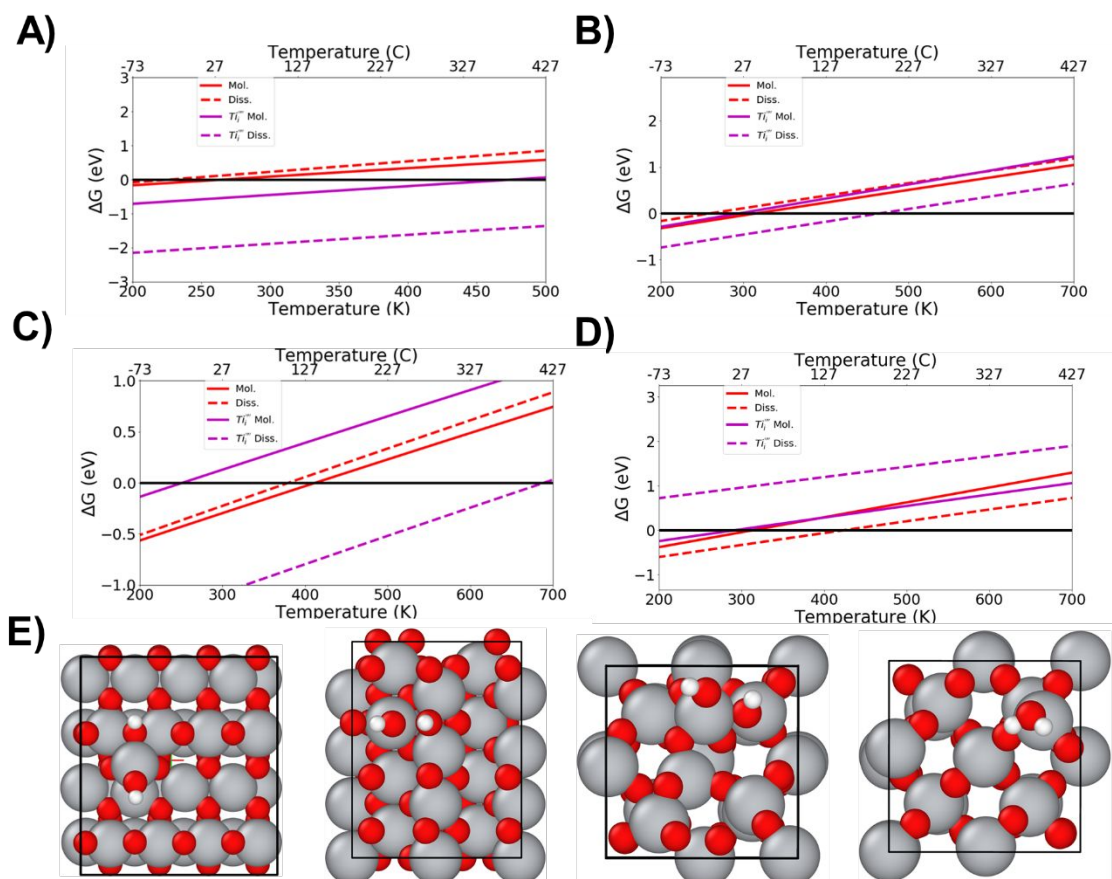 A)
Temperature (C)
-73 27 127 227 327 427
Mol.
Diss.
Ti_i Mol.
Ti_i Diss.
3
2
1
0
−1
−2
−3
ΔG (eV)
200 250 300 350 400 450 500
Temperature (K)
B)
Temperature (C)
-73 27 127 227 327 427
Mol.
Diss.
Ti_i Mol.
Ti_i Diss.
2
1
0
−1
ΔG (eV)
200 300 400 500 600 700
Temperature (K)
C)
Temperature (C)
-73 27 127 227 327 427
Mol.
Diss.
Ti_i Mol.
Ti_i Diss.
1.0
0.5
0.0
−0.5
−1.0
ΔG (eV)
200 300 400 500 600 700
Temperature (K)
D)
Temperature (C)
-73 27 127 227 327 427
Mol.
Diss.
Ti_i Mol.
Ti_i Diss.
3
2
1
0
−1
ΔG (eV)
200 300 400 500 600 700
Temperature (K)
E)